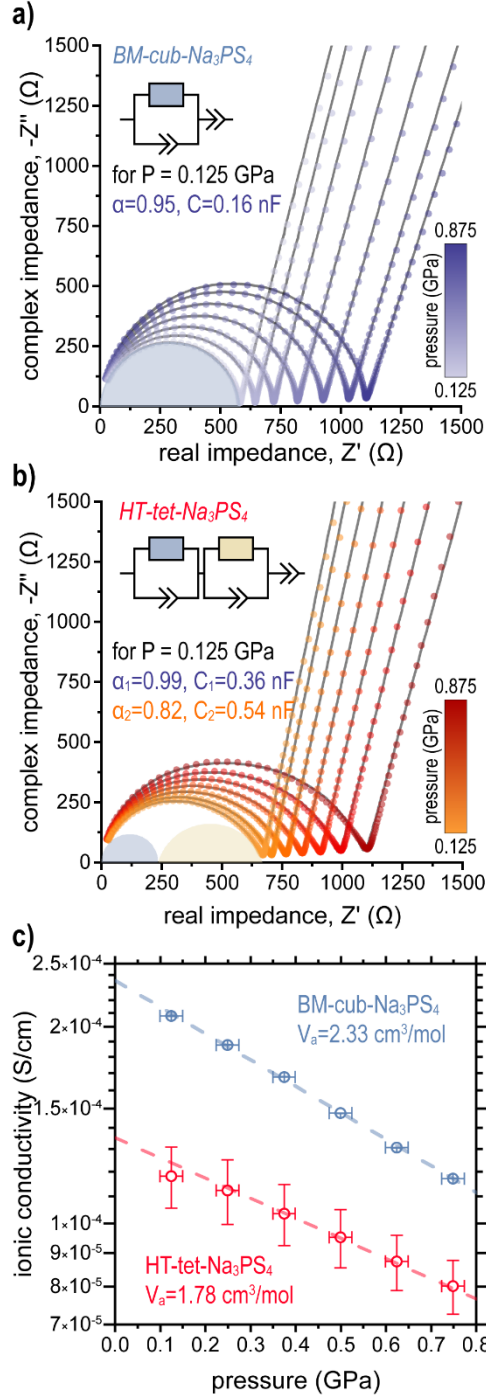 a)
1500
1250
1000
750
500
250
0
complex impedance, -Z" (Ω)
BM-cub-Na₃PS₄
for P = 0.125 GPa
α=0.95, C=0.16 nF
0.875
pressure (GPa)
0.125
0 250 500 750 1000 1250 1500
real impedance, Z' (Ω)
b)
1500
1250
1000
750
500
250
0
complex impedance, -Z" (Ω)
HT-tet-Na₃PS₄
for P = 0.125 GPa
α₁=0.99, C₁=0.36 nF
α₂=0.82, C₂=0.54 nF
0.875
pressure (GPa)
0.125
0 250 500 750 1000 1250 1500
real impedance, Z' (Ω)
c)
2.5×10⁻⁴
2×10⁻⁴
1.5×10⁻⁴
1×10⁻⁴
9×10⁻⁵
8×10⁻⁵
7×10⁻⁵
ionic conductivity (S/cm)
BM-cub-Na₃PS₄
Vₐ=2.33 cm³/mol
HT-tet-Na₃PS₄
Vₐ=1.78 cm³/mol
0.0 0.1 0.2 0.3 0.4 0.5 0.6 0.7 0.8
pressure (GPa)